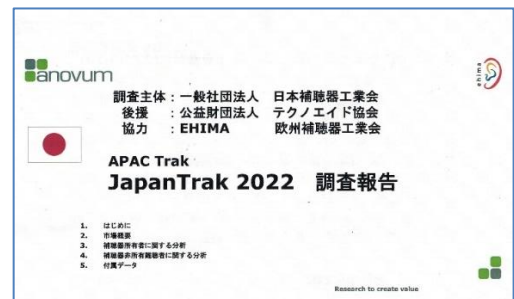 anovum
ehima
調査主体：一般社団法人 日本補聴器工業会
後援 ：公益財団法人 テクノエイド協会
協力 ：EHIMA 欧州補聴器工業会
APAC Trak
JapanTrak 2022 調査報告
1. はじめに
2. 市場概要
3. 補聴器所有者に関する分析
4. 補聴器非所有難聴者に関する分析
5. 付属データ
Research to create value